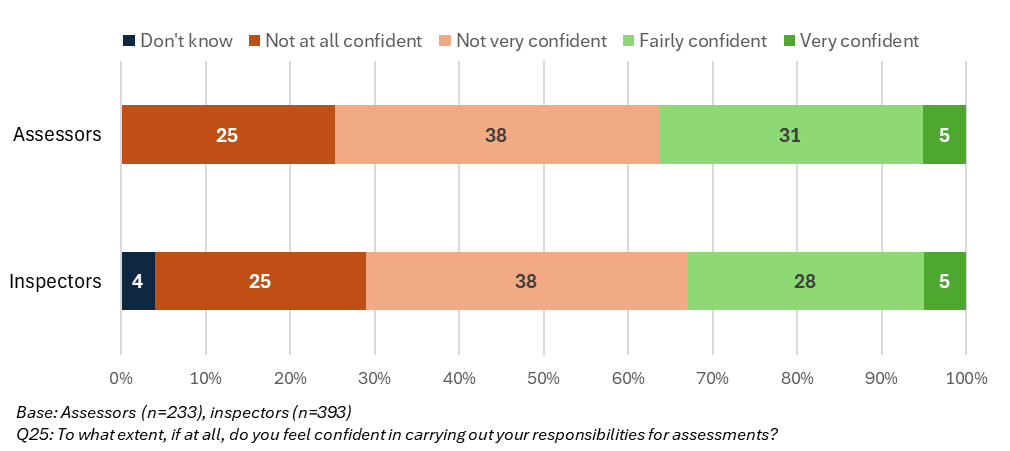 Don't know Not at all confident Not very confident Fairly confident Very confident
Assessors 25 38 31 5
Inspectors 4 25 38 28 5
0% 10% 20% 30% 40% 50% 60% 70% 80% 90% 100%
Base: Assessors (n=233), inspectors (n=393)
Q25: To what extent, if at all, do you feel confident in carrying out your responsibilities for assessments?